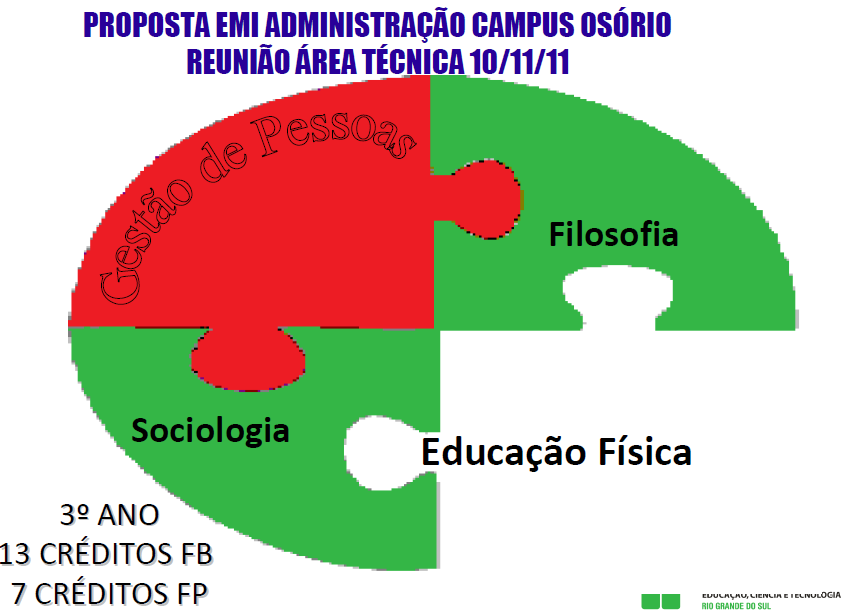 PROPOSTA EMI ADMINISTRAÇÃO CAMPUS OSÓRIO
REUNIÃO ÁREA TÉCNICA 10/11/11
Gestão de Pessoas
Filosofia
Sociologia
Educação Física
3º ANO
13 CRÉDITOS FB
7 CRÉDITOS FP
EDUCAÇÃO, CIÊNCIA E TECNOLOGIA
RIO GRANDE DO SUL